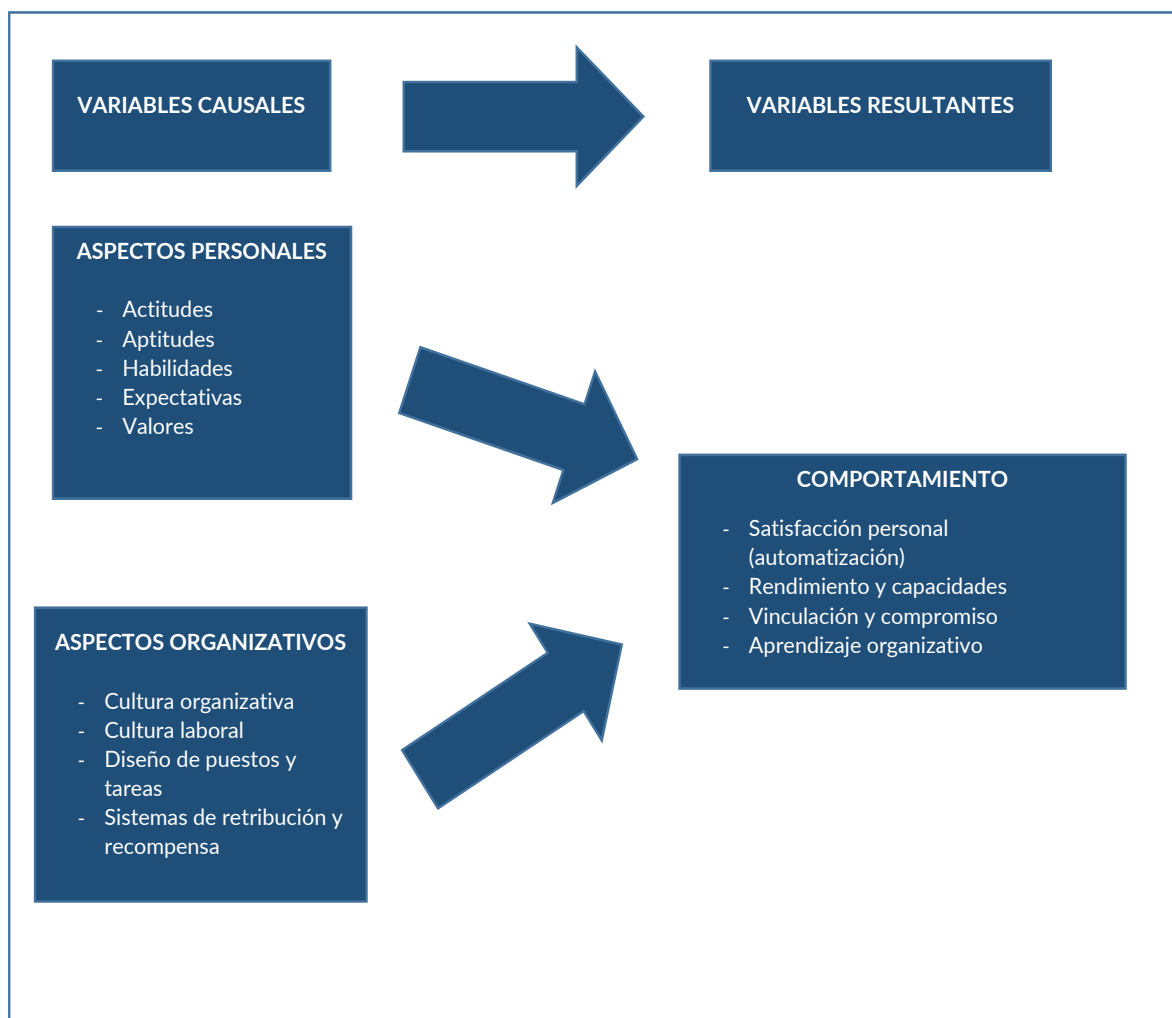 VARIABLES CAUSALES
VARIABLES RESULTANTES
ASPECTOS PERSONALES
- Actitudes
- Aptitudes
- Habilidades
- Expectativas
- Valores
COMPORTAMIENTO
- Satisfacción personal
(automatización)
- Rendimiento y capacidades
- Vinculación y compromiso
- Aprendizaje organizativo
ASPECTOS ORGANIZATIVOS
- Cultura organizativa
- Cultura laboral
- Diseño de puestos y
tareas
- Sistemas de retribución y
recompensa